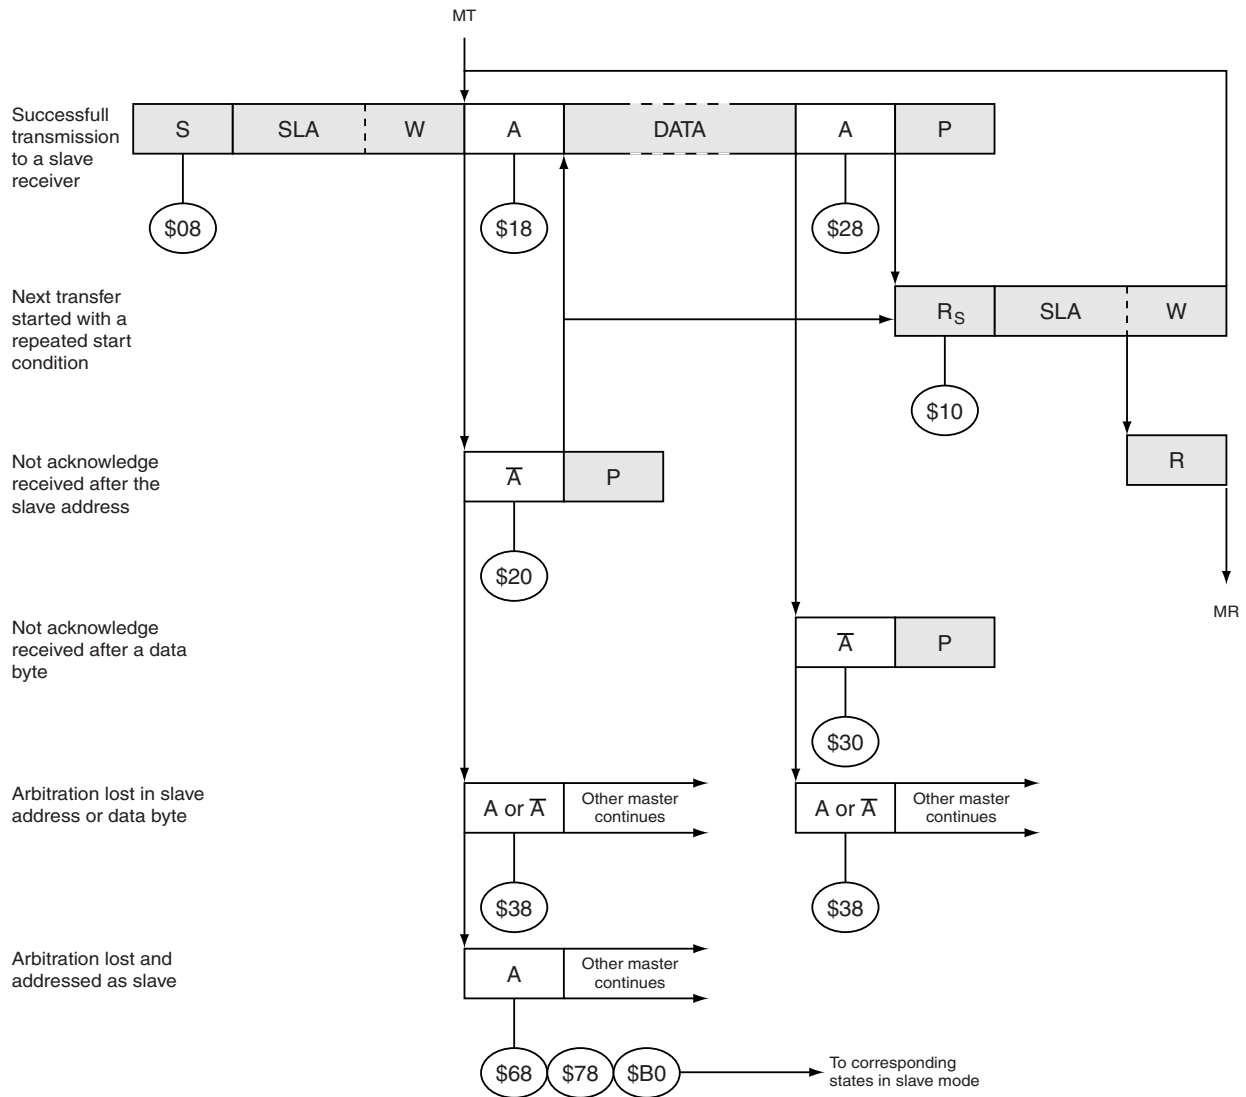 MT
Successfull
transmission
to a slave
receiver
S SLA W A DATA A P
$08 $18 $28
Next transfer
started with a
repeated start
condition
RS SLA W
$10
R
MR
Not acknowledge
received after the
slave address
A̅ P
$20
Not acknowledge
received after a data
byte
A̅ P
$30
Arbitration lost in slave
address or data byte
A or A̅
Other master
continues
A or A̅
Other master
continues
$38 $38
Arbitration lost and
addressed as slave
A
Other master
continues
$68 $78 $B0
To corresponding
states in slave mode